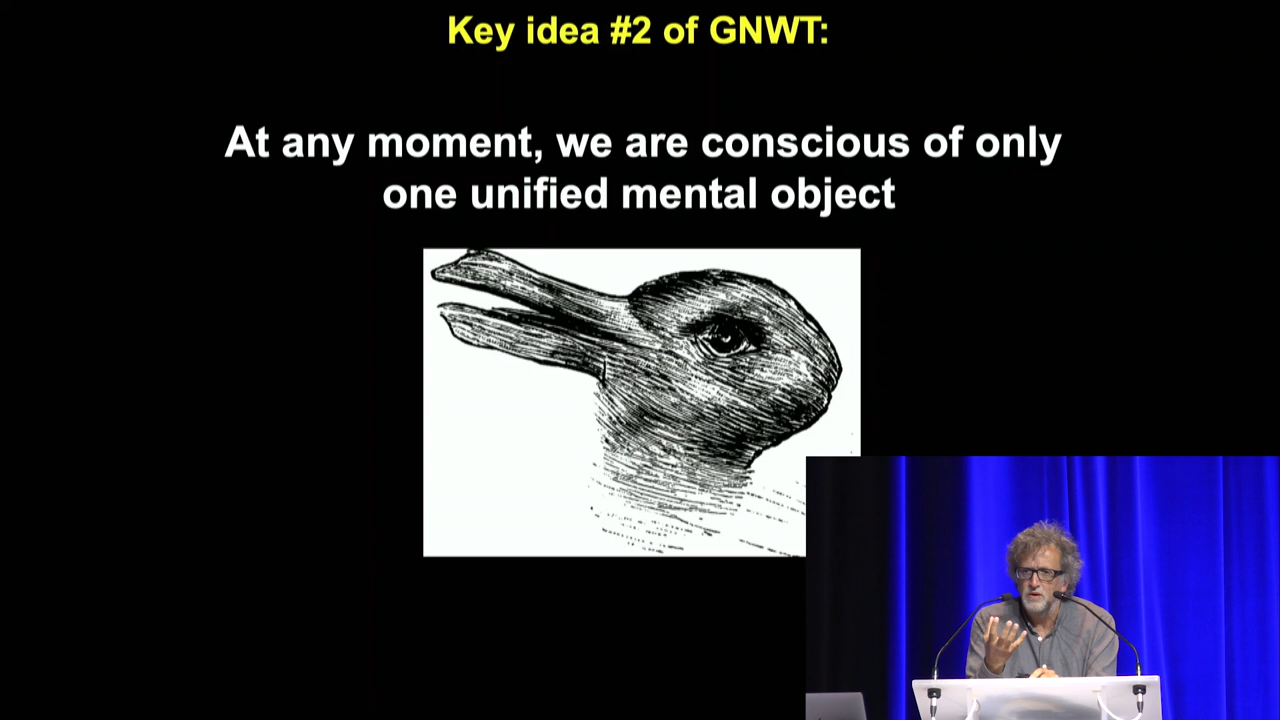 Key idea #2 of GNWT:
At any moment, we are conscious of only
one unified mental object